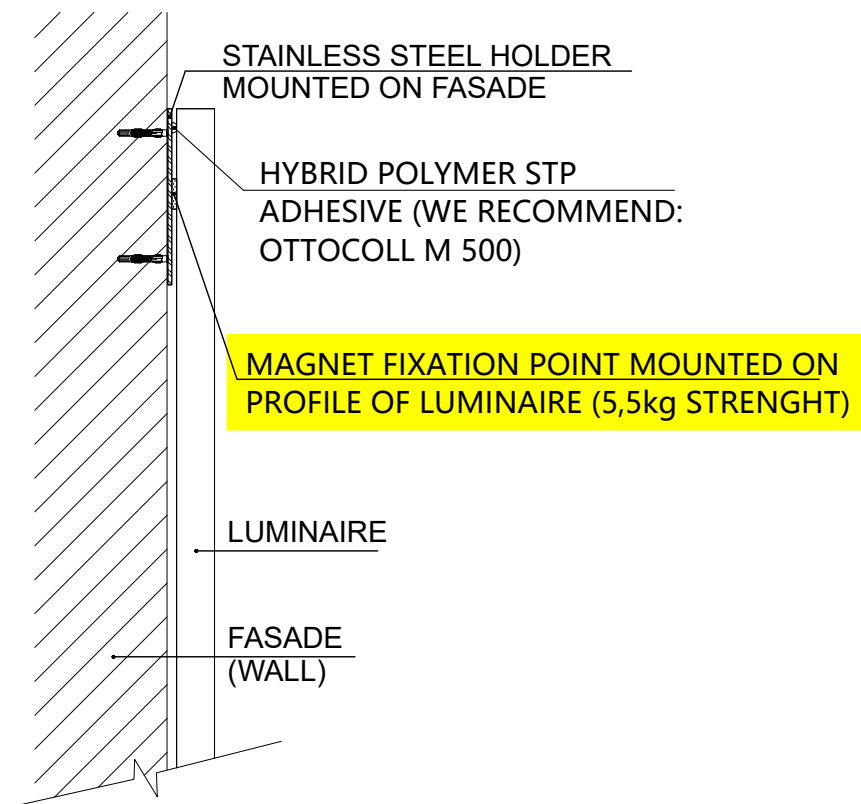 STAINLESS STEEL HOLDER
MOUNTED ON FASADE
HYBRID POLYMER STP
ADHESIVE (WE RECOMMEND:
OTTOCOLL M 500)
MAGNET FIXATION POINT MOUNTED ON
PROFILE OF LUMINAIRE (5,5kg STRENGHT)
LUMINAIRE
FASADE
(WALL)